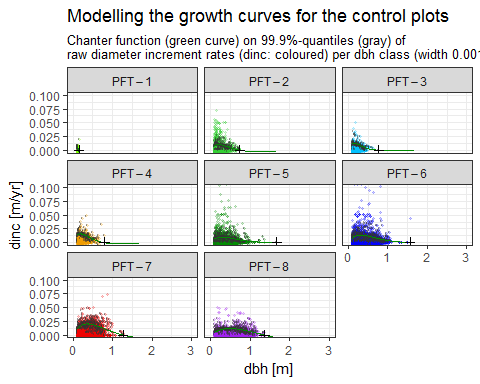 Modelling the growth curves for the control plots
Chanter function (green curve) on 99.9%-quantiles (gray) of
raw diameter increment rates (dinc: coloured) per dbh class (width 0.001
PFT – 1
PFT – 2
PFT – 3
0.100
0.075
0.050
0.025
0.000
PFT – 4
PFT – 5
PFT – 6
0.100
0.075
0.050
0.025
0.000
0 1 2 3
PFT – 7
PFT – 8
0.100
0.075
0.050
0.025
0.000
0 1 2 3
0 1 2 3
dinc [m/yr]
dbh [m]